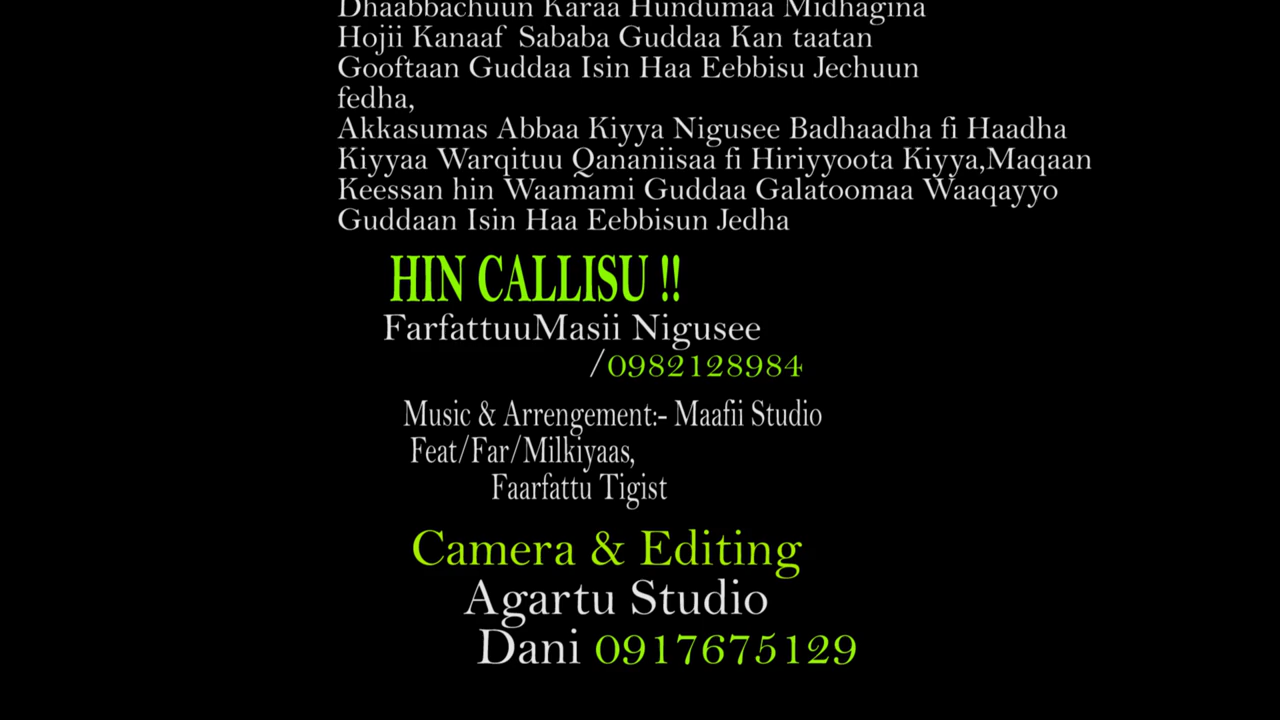 Dhaabbachuun Karaa Hundumaa Midhagina
Hojii Kanaaf Sababa Guddaa Kan taatan
Gooftaan Guddaa Isin Haa Eebbisu Jechuun
fedha,
Akkasumas Abbaa Kiyya Nigusee Badhaadha fi Haadha
Kiyyaa Warqituu Qananiisaa fi Hiriyyoota Kiyya,Maqaan
Keessan hin Waamami Guddaa Galatoomaa Waaqayyo
Guddaan Isin Haa Eebbisun Jedha
HIN CALLISU !!
FarfattuuMasii Nigusee
/0982128984
Music & Arrengement:- Maafii Studio
Feat/Far/Milkiyaas,
Faarfattu Tigist
Camera & Editing
Agartu Studio
Dani 0917675129